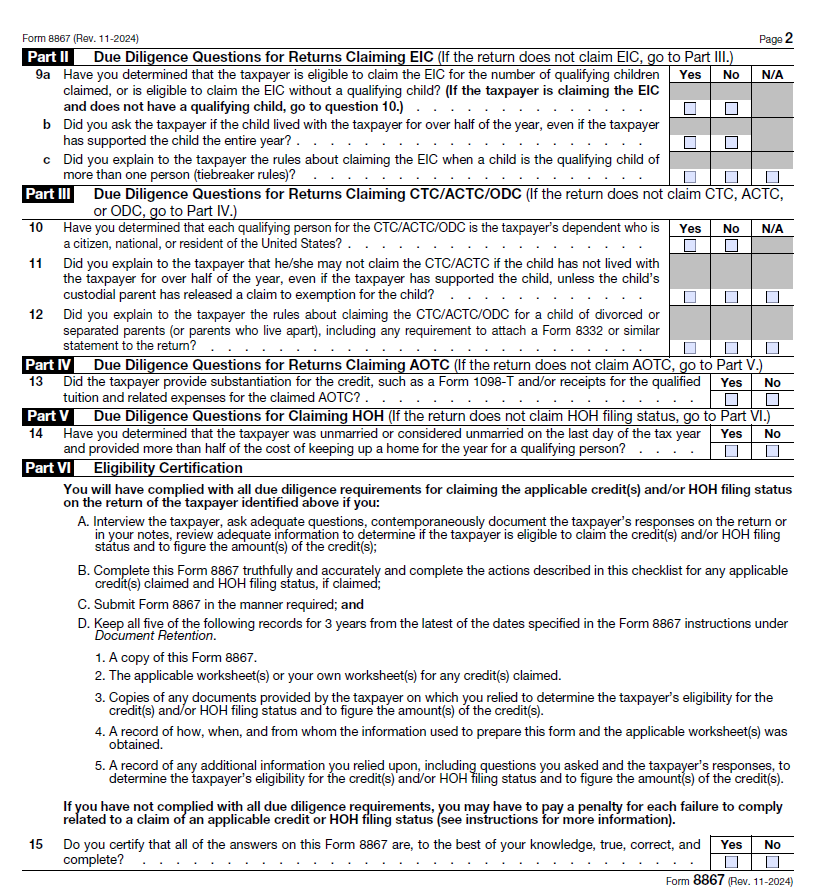 Form 8867 (Rev. 11-2024) Page 2
Part II Due Diligence Questions for Returns Claiming EIC (If the return does not claim EIC, go to Part III.)
9a Have you determined that the taxpayer is eligible to claim the EIC for the number of qualifying children Yes No N/A
claimed, or is eligible to claim the EIC without a qualifying child? (If the taxpayer is claiming the EIC
and does not have a qualifying child, go to question 10.) . . . . . . . . . . . . . .
b Did you ask the taxpayer if the child lived with the taxpayer for over half of the year, even if the taxpayer
has supported the child the entire year? . . . . . . . . . . . . . . . . . .
c Did you explain to the taxpayer the rules about claiming the EIC when a child is the qualifying child of
more than one person (tiebreaker rules)? . . . . . . . . . . . . . . . . .
Part III Due Diligence Questions for Returns Claiming CTC/ACTC/ODC (If the return does not claim CTC, ACTC,
or ODC, go to Part IV.)
10 Have you determined that each qualifying person for the CTC/ACTC/ODC is the taxpayer's dependent who is Yes No N/A
a citizen, national, or resident of the United States? . . . . . . . . . . . . . . .
11 Did you explain to the taxpayer that he/she may not claim the CTC/ACTC if the child has not lived with
the taxpayer for over half of the year, even if the taxpayer has supported the child, unless the child's
custodial parent has released a claim to exemption for the child? . . . . . . . . . .
12 Did you explain to the taxpayer the rules about claiming the CTC/ACTC/ODC for a child of divorced or
separated parents (or parents who live apart), including any requirement to attach a Form 8332 or similar
statement to the return? . . . . . . . . . . . . . . . . . . . . . .
Part IV Due Diligence Questions for Returns Claiming AOTC (If the return does not claim AOTC, go to Part V.)
13 Did the taxpayer provide substantiation for the credit, such as a Form 1098-T and/or receipts for the qualified Yes No
tuition and related expenses for the claimed AOTC? . . . . . . . . . . . . . . . . .
Part V Due Diligence Questions for Claiming HOH (If the return does not claim HOH filing status, go to Part VI.)
14 Have you determined that the taxpayer was unmarried or considered unmarried on the last day of the tax year Yes No
and provided more than half of the cost of keeping up a home for the year for a qualifying person? . . . .
Part VI Eligibility Certification
You will have complied with all due diligence requirements for claiming the applicable credit(s) and/or HOH filing status
on the return of the taxpayer identified above if you:
A. Interview the taxpayer, ask adequate questions, contemporaneously document the taxpayer's responses on the return or
in your notes, review adequate information to determine if the taxpayer is eligible to claim the credit(s) and/or HOH filing
status and to figure the amount(s) of the credit(s);
B. Complete this Form 8867 truthfully and accurately and complete the actions described in this checklist for any applicable
credit(s) claimed and HOH filing status, if claimed;
C. Submit Form 8867 in the manner required; and
D. Keep all five of the following records for 3 years from the latest of the dates specified in the Form 8867 instructions under
Document Retention.
1. A copy of this Form 8867.
2. The applicable worksheet(s) or your own worksheet(s) for any credit(s) claimed.
3. Copies of any documents provided by the taxpayer on which you relied to determine the taxpayer's eligibility for the
credit(s) and/or HOH filing status and to figure the amount(s) of the credit(s).
4. A record of how, when, and from whom the information used to prepare this form and the applicable worksheet(s) was
obtained.
5. A record of any additional information you relied upon, including questions you asked and the taxpayer's responses, to
determine the taxpayer's eligibility for the credit(s) and/or HOH filing status and to figure the amount(s) of the credit(s).
If you have not complied with all due diligence requirements, you may have to pay a penalty for each failure to comply
related to a claim of an applicable credit or HOH filing status (see instructions for more information).
15 Do you certify that all of the answers on this Form 8867 are, to the best of your knowledge, true, correct, and Yes No
complete? . . . . . . . . . . . . . . . . . . . . . . . . . . . .
Form 8867 (Rev. 11-2024)